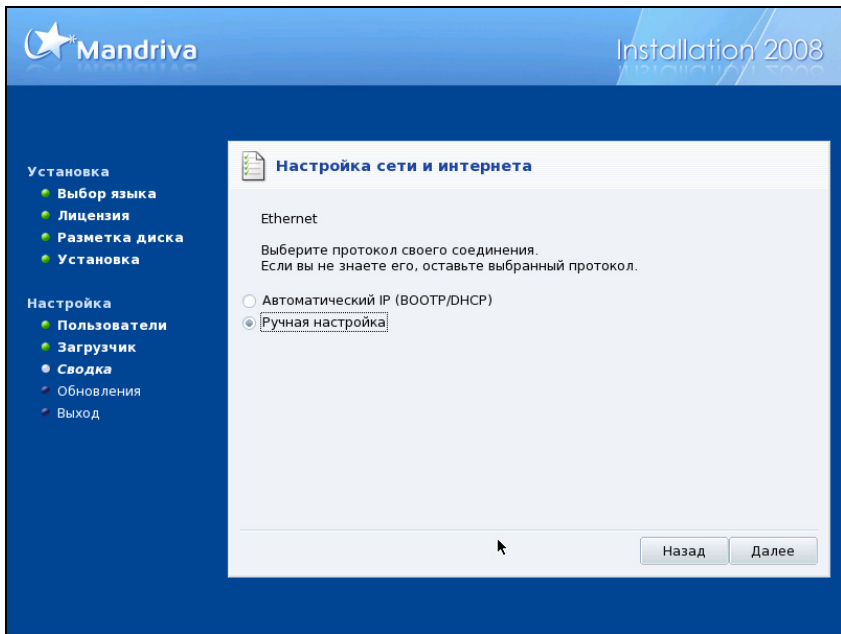 Mandriva
Installation 2008
Установка
Выбор языка
Лицензия
Разметка диска
Установка
Настройка
Пользователи
Загрузчик
Сводка
Обновления
Выход
Настройка сети и интернета
Ethernet
Выберите протокол своего соединения.
Если вы не знаете его, оставьте выбранный протокол.
Автоматический IP (BOOTP/DHCP)
Ручная настройка
Назад
Далее